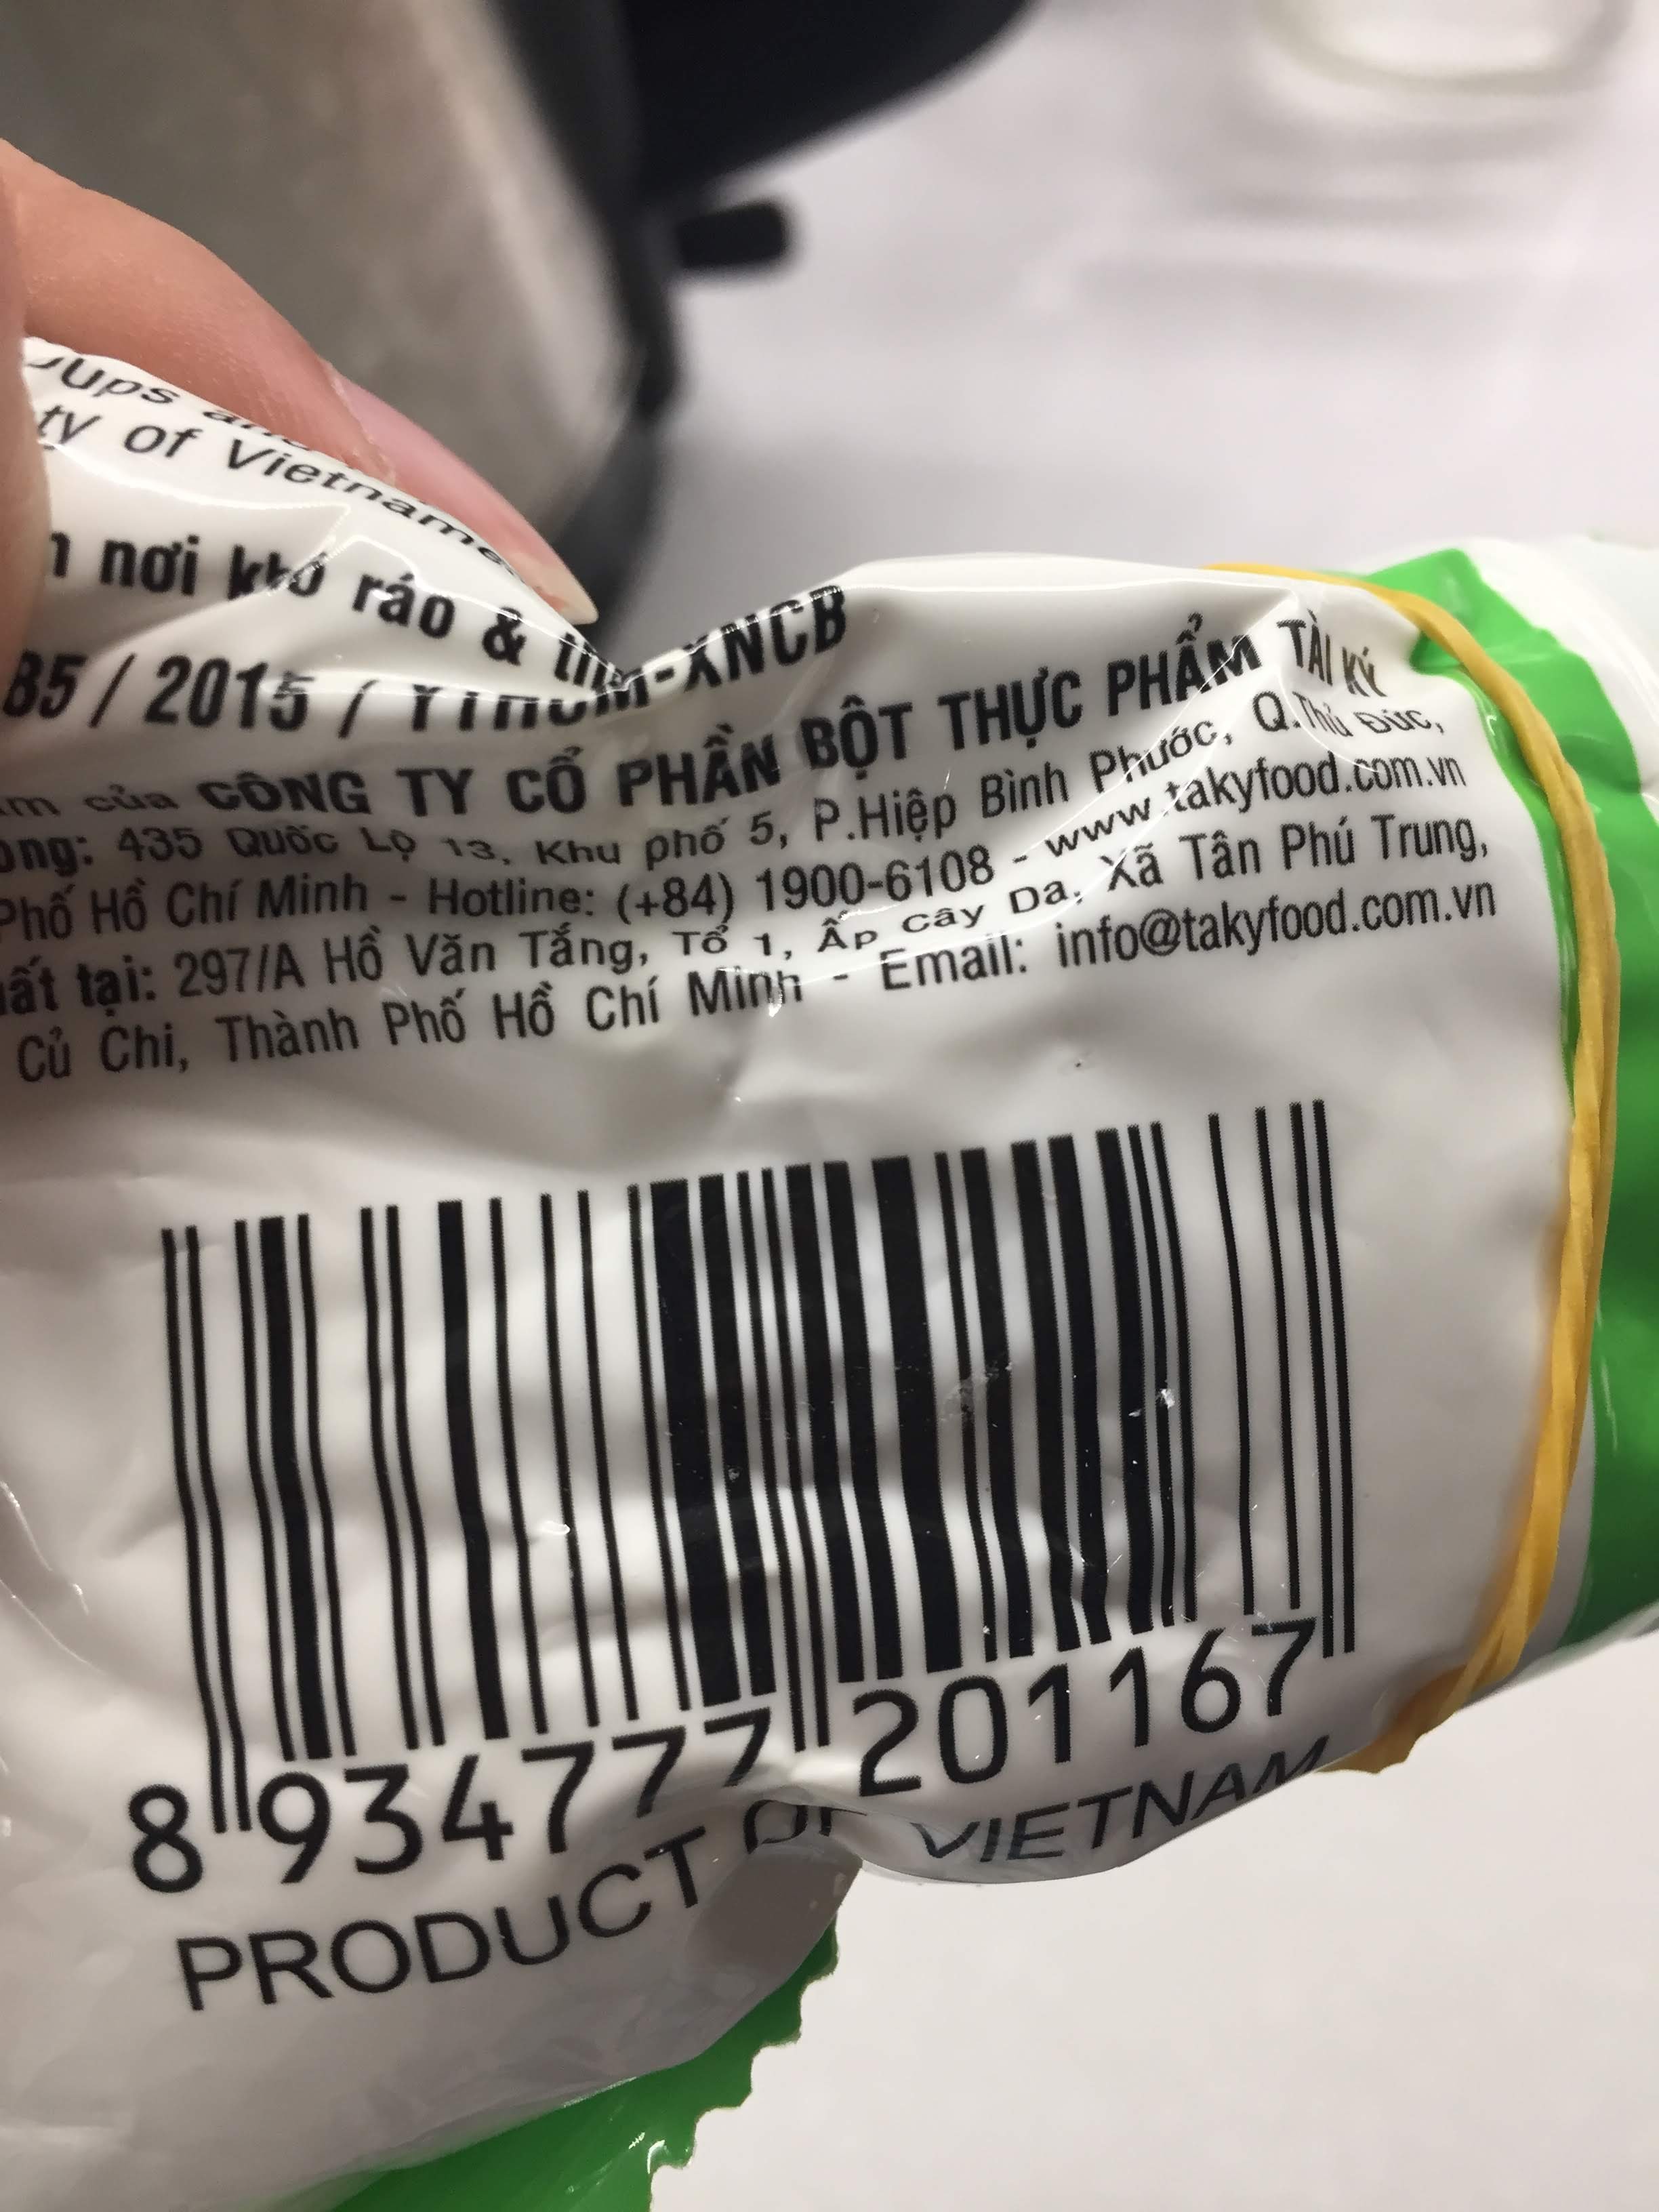 ty of Vietname
nơi khô ráo &
85 / 2015 / YTHCM-XNCB
của CÔNG TY CỔ PHẦN BỘT THỰC PHẨM TÀI KÝ
435 Quốc Lộ 13, Khu phố 5, P.Hiệp Bình Phước, Q.Thủ Đức,
Phố Hồ Chí Minh - Hotline: (+84) 1900-6108 - www.takyfood.com.vn
tại: 297/A Hồ Văn Tắng, Tổ 1, Ấp Cây Da, Xã Tân Phú Trung,
Củ Chi, Thành Phố Hồ Chí Minh - Email: info@takyfood.com.vn
8 934777 201167
PRODUCT OF VIETNAM